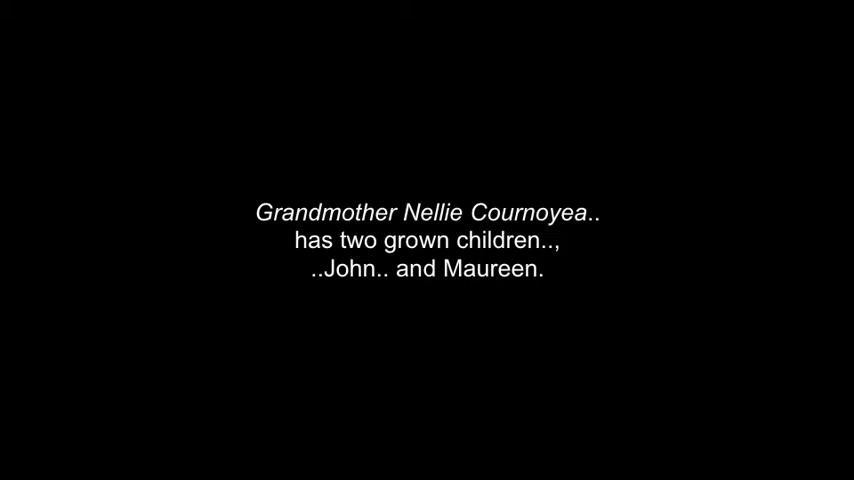 Grandmother Nellie Cournoyea..
has two grown children..,
..John.. and Maureen.